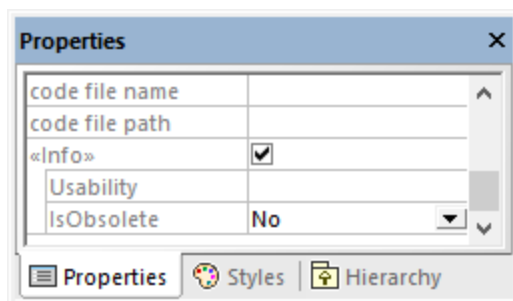 Properties
code file name
code file path
«Info»
Usability
IsObsolete No
Properties Styles Hierarchy